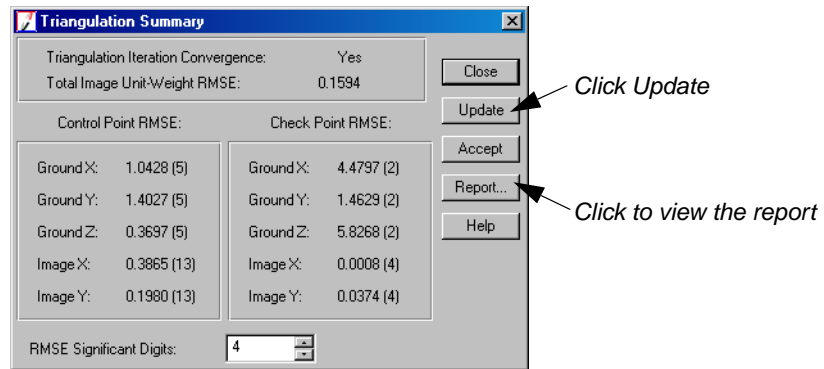 Triangulation Summary
Triangulation Iteration Convergence: Yes
Total Image Unit-Weight RMSE: 0.1594
Control Point RMSE: Check Point RMSE:
Ground X: 1.0428 (5) Ground X: 4.4797 (2)
Ground Y: 1.4027 (5) Ground Y: 1.4629 (2)
Ground Z: 0.3697 (5) Ground Z: 5.8268 (2)
Image X: 0.3865 (13) Image X: 0.0008 (4)
Image Y: 0.1980 (13) Image Y: 0.0374 (4)
RMSE Significant Digits: 4
Close
Update
Accept
Report...
Help
Click Update
Click to view the report